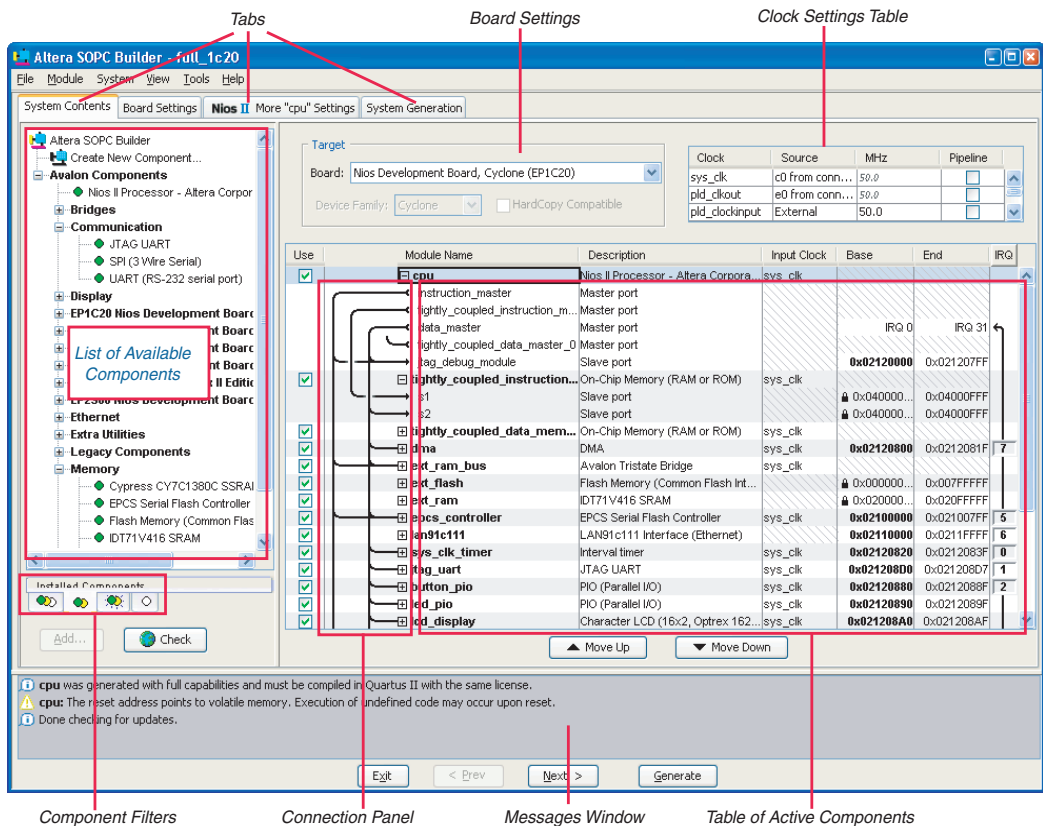 Tabs
Board Settings
Clock Settings Table
Altera SOPC Builder - full_1c20
File Module System View Tools Help
System Contents Board Settings Nios II More "cpu" Settings System Generation
Altera SOPC Builder
Create New Component...
Avalon Components
Nios II Processor - Altera Corpor
Bridges
Communication
JTAG UART
SPI (3 Wire Serial)
UART (RS-232 serial port)
Display
EP1C20 Nios Development Board
nt Board
nt Board
nt Board
II Editio
EP2S60 Nios Development Board
Ethernet
Extra Utilities
Legacy Components
Memory
Cypress CY7C1380C SSRAI
EPCS Serial Flash Controller
Flash Memory (Common Flas
IDT71V416 SRAM
List of Available
Components
Installed Components
Add... Check
Target
Board: Nios Development Board, Cyclone (EP1C20)
Device Family: Cyclone HardCopy Compatible
Clock Source MHz Pipeline
sys_clk c0 from conn... 50.0
pld_clkout e0 from conn... 50.0
pld_clockinput External 50.0
Use Module Name Description Input Clock Base End IRQ
cpu Nios II Processor - Altera Corpora... sys_clk
instruction_master Master port
tightly_coupled_instruction_m... Master port
data_master Master port IRQ 0 IRQ 31
tightly_coupled_data_master_0 Master port
jtag_debug_module Slave port 0x02120000 0x021207FF
tightly_coupled_instruction... On-Chip Memory (RAM or ROM) sys_clk
s1 Slave port 0x040000... 0x04000FFF
s2 Slave port 0x040000... 0x04000FFF
tightly_coupled_data_mem... On-Chip Memory (RAM or ROM) sys_clk
dma DMA sys_clk 0x02120800 0x0212081F 7
ext_ram_bus Avalon Tristate Bridge sys_clk
ext_flash Flash Memory (Common Flash Int... 0x000000... 0x007FFFFF
ext_ram IDT71V416 SRAM 0x020000... 0x020FFFFF
epcs_controller EPCS Serial Flash Controller sys_clk 0x02100000 0x021007FF 5
lan91c111 LAN91c111 Interface (Ethernet) 0x02110000 0x0211FFFF 6
sys_clk_timer Interval timer sys_clk 0x02120820 0x0212083F 0
jtag_uart JTAG UART sys_clk 0x021208D0 0x021208D7 1
button_pio PIO (Parallel I/O) sys_clk 0x02120880 0x0212088F 2
led_pio PIO (Parallel I/O) sys_clk 0x02120890 0x0212089F
lcd_display Character LCD (16x2, Optrex 162... sys_clk 0x021208A0 0x021208AF
Move Up Move Down
cpu was generated with full capabilities and must be compiled in Quartus II with the same license.
cpu: The reset address points to volatile memory. Execution of undefined code may occur upon reset.
Done checking for updates.
Exit < Prev Next > Generate
Component Filters
Connection Panel
Messages Window
Table of Active Components